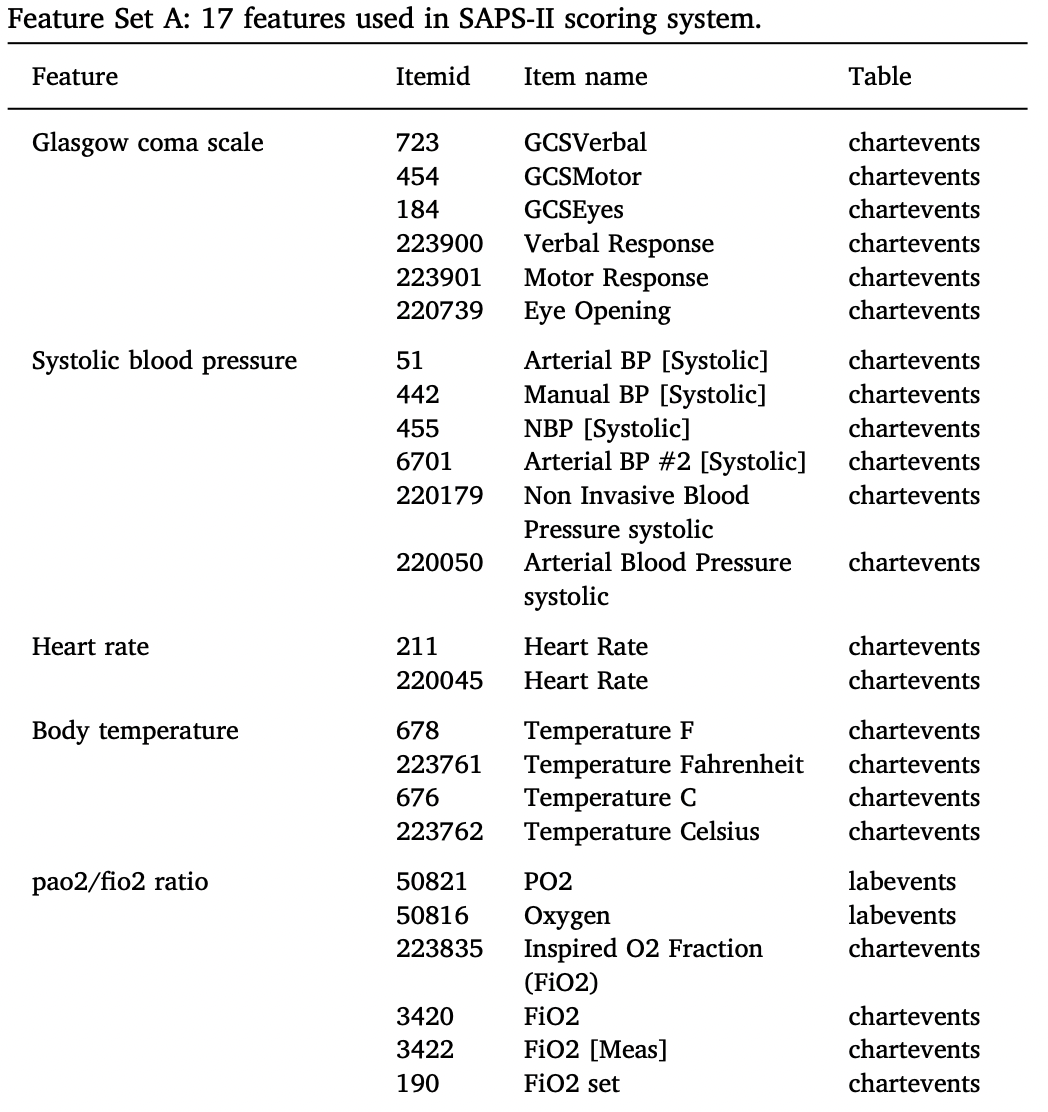 Feature Set A: 17 features used in SAPS-II scoring system.
Feature Itemid Item name Table
Glasgow coma scale 723 GCSVerbal chartevents
454 GCSMotor chartevents
184 GCSEyes chartevents
223900 Verbal Response chartevents
223901 Motor Response chartevents
220739 Eye Opening chartevents
Systolic blood pressure 51 Arterial BP [Systolic] chartevents
442 Manual BP [Systolic] chartevents
455 NBP [Systolic] chartevents
6701 Arterial BP #2 [Systolic] chartevents
220179 Non Invasive Blood chartevents
Pressure systolic
220050 Arterial Blood Pressure chartevents
systolic
Heart rate 211 Heart Rate chartevents
220045 Heart Rate chartevents
Body temperature 678 Temperature F chartevents
223761 Temperature Fahrenheit chartevents
676 Temperature C chartevents
223762 Temperature Celsius chartevents
pao2/fio2 ratio 50821 PO2 labevents
50816 Oxygen labevents
223835 Inspired O2 Fraction chartevents
(FiO2)
3420 FiO2 chartevents
3422 FiO2 [Meas] chartevents
190 FiO2 set chartevents